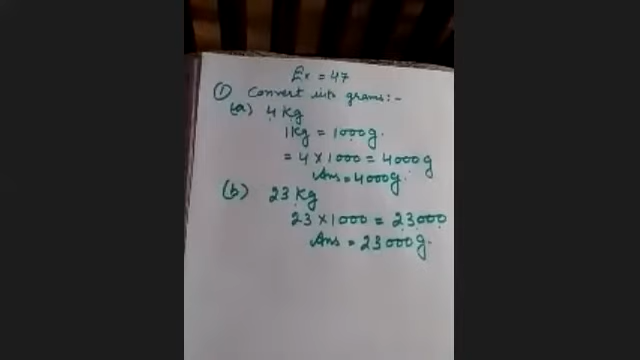 Ex = 47
① Convert into grams:-
(a) 4 Kg
1Kg = 1000g.
= 4 × 1000 = 4000g
Ans = 4000g.
(b) 23 Kg
23 × 1000 = 23000
Ans = 23000g.